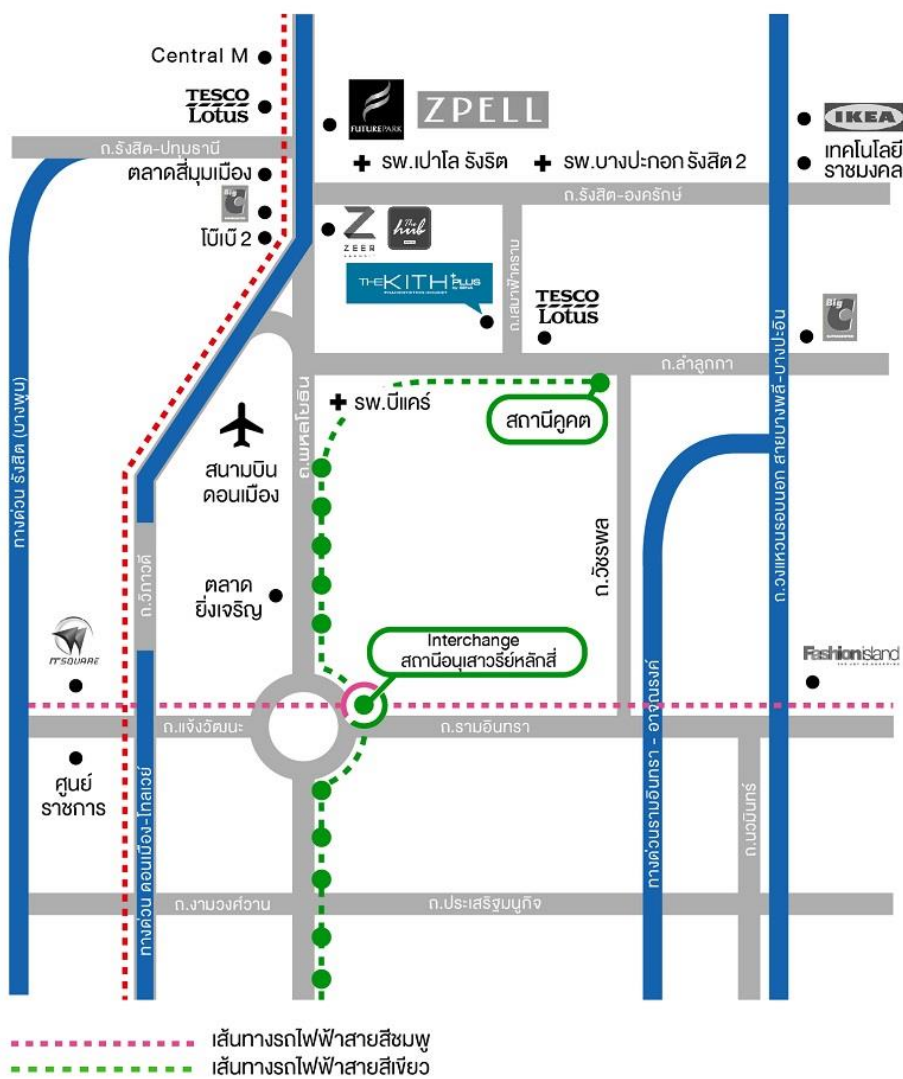 Central M
TESCO
Lotus
FUTUREPARK
ZPELL
IKEA
ถ.รังสิต-ปทุมธานี
รพ.เปาโล รังริต
รพ.บางปะกอก รังสิต 2
เทคโนโลยี
ราชมงคล
ตลาดสี่มุมเมือง
ถ.รังสิต-องครักษ์
Big
C
โบ๊เบ๊ 2
Z
ZEER
The
hub
THE KITH PLUS
ถ.เสมาฟ้าคราม
TESCO
Lotus
Big
C
ถ.ลำลูกกา
ทางด่วน รังสิต (บางพูน)
ถ.พหลโยธิน
รพ.บีแคร์
สถานีคูคต
สนามบิน
ดอนเมือง
ถ.วิภาวดี
ตลาด
ยิ่งเจริญ
ถ.วัชรพล
ถ.วงแหวนรอบนอก สายบางพลี-บางปะอิน
IT SQUARE
Interchange
สถานีอนุเสาวรีย์หลักสี่
Fashion island
ถ.แจ้งวัฒนะ
ถ.รามอินทรา
ศูนย์
ราชการ
ทางด่วน ดอนเมือง-โทลเวย์
ทางด่วนรามอินทรา - อาจณรงค์
ถ.นวมินทร์
ถ.งามวงศ์วาน
ถ.ประเสริฐมนูกิจ
เส้นทางรถไฟฟ้าสายสีชมพู
เส้นทางรถไฟฟ้าสายสีเขียว